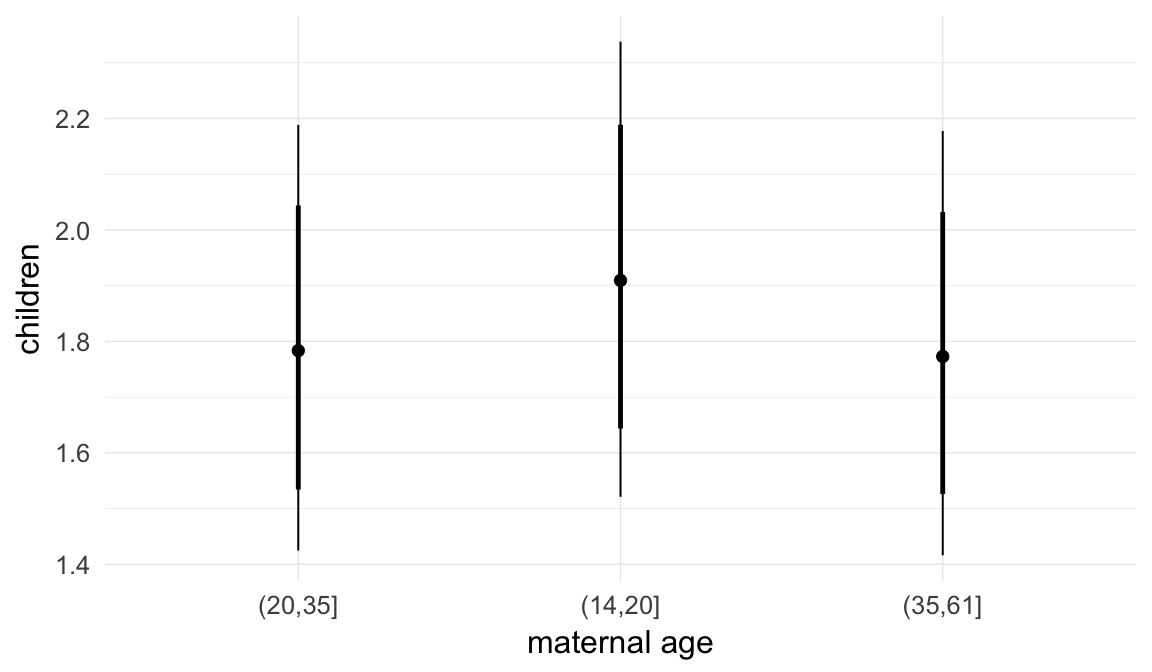 children
2.2
2.0
1.8
1.6
1.4
(20,35] (14,20] (35,61]
maternal age